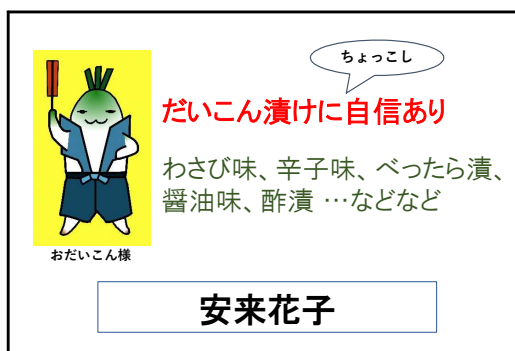 ちょっこし
だいこん漬けに自信あり
わさび味、辛子味、べったら漬、
醤油味、酢漬 …などなど
おだいこん様
安来花子